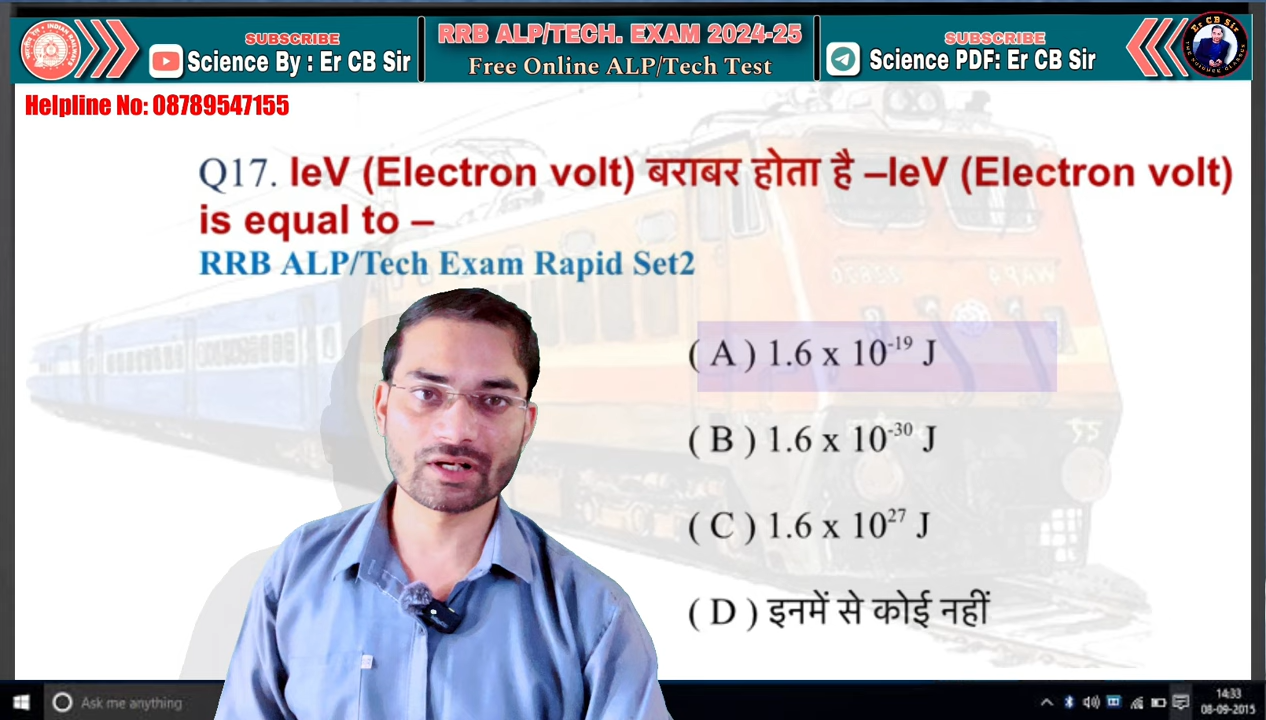 SUBSCRIBE
Science By : Er CB Sir
RRB ALP/TECH. EXAM 2024-25
Free Online ALP/Tech Test
SUBSCRIBE
Science PDF: Er CB Sir
Er CB Sir
Helpline No: 08789547155
Q17. leV (Electron volt) बराबर होता है –leV (Electron volt)
is equal to –
RRB ALP/Tech Exam Rapid Set2
( A ) 1.6 x 10⁻¹⁹ J
( B ) 1.6 x 10⁻³⁰ J
( C ) 1.6 x 10²⁷ J
( D ) इनमें से कोई नहीं
Ask me anything
14:33
08-09-2015